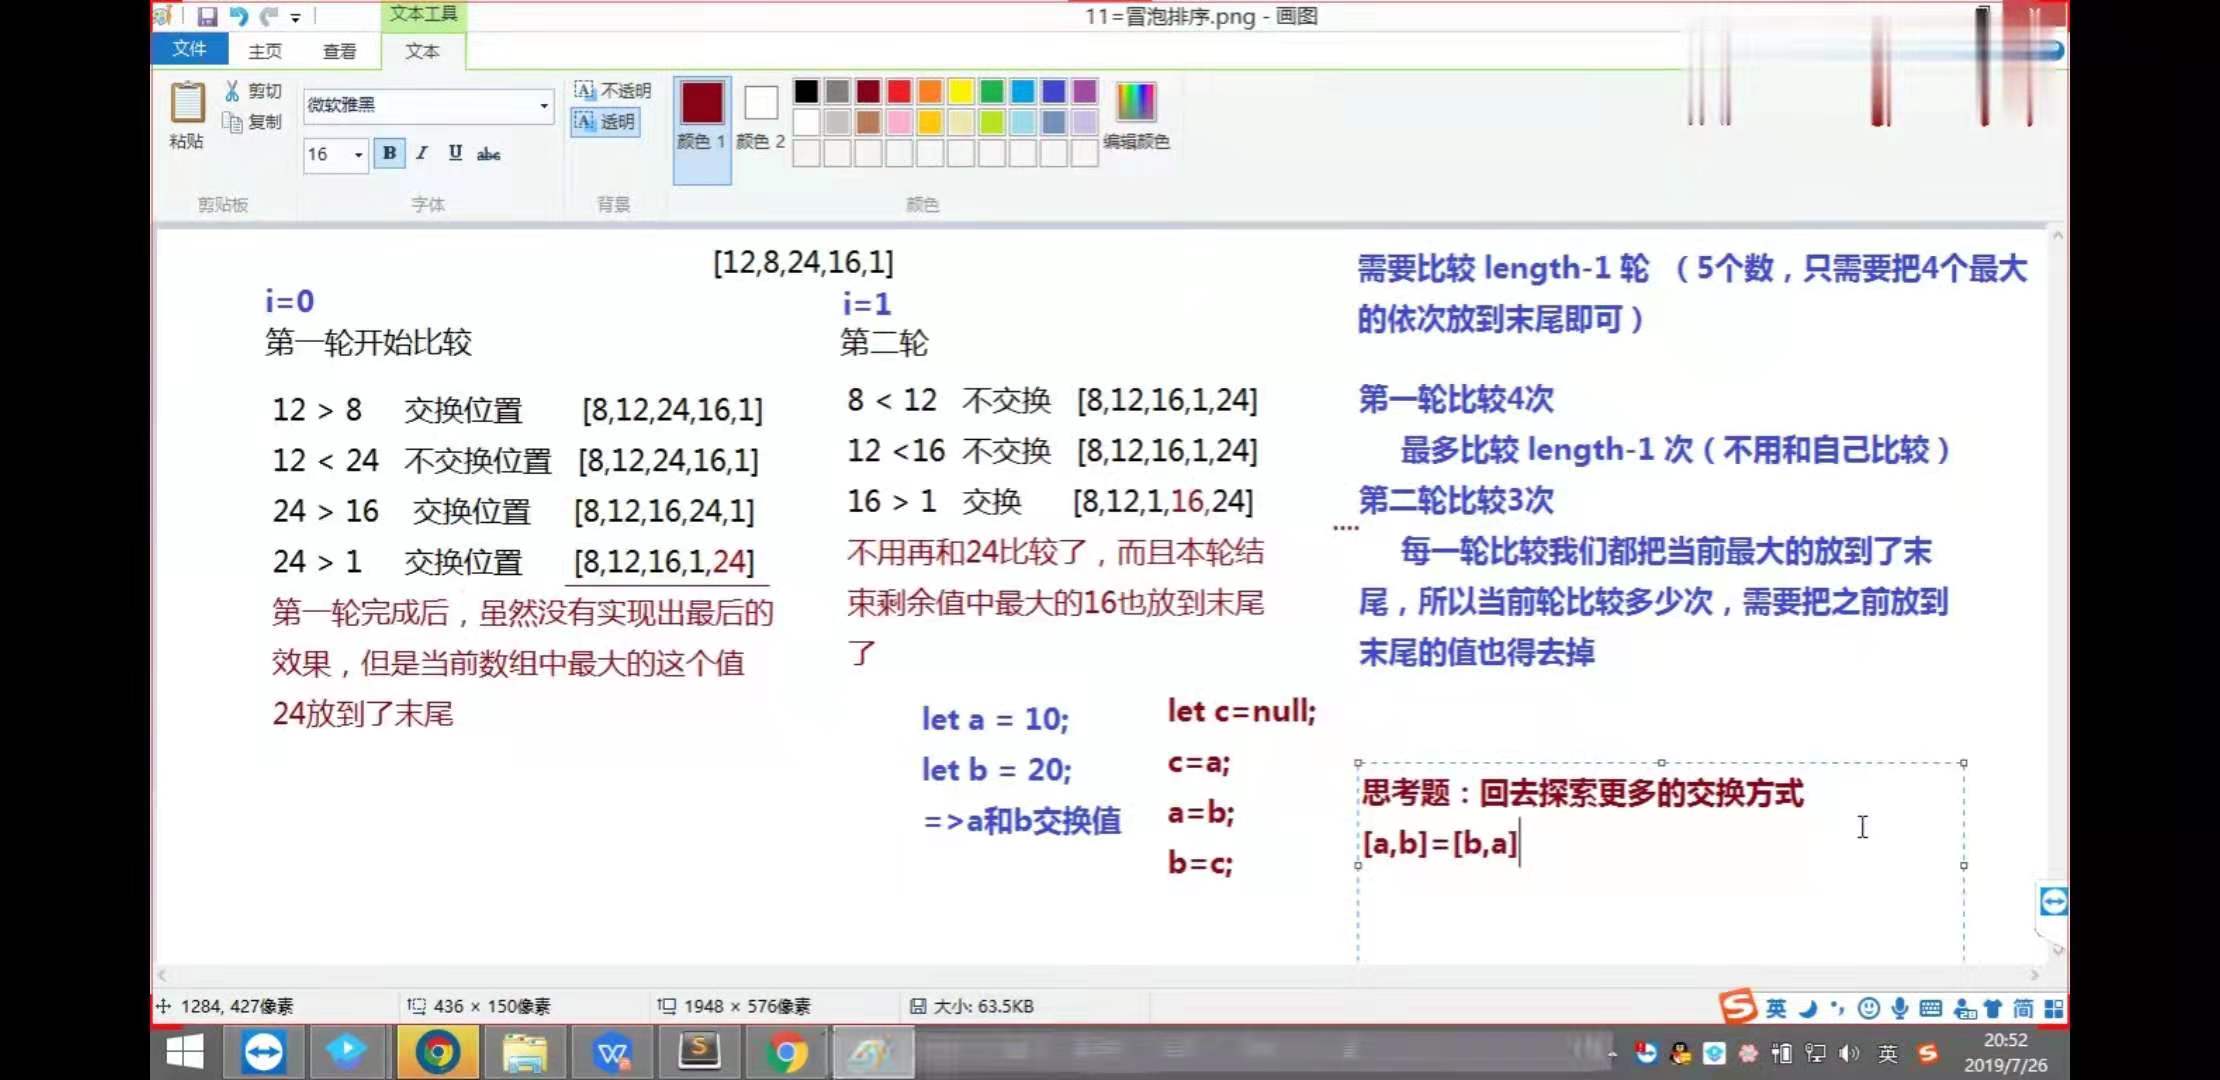 文本工具
11=冒泡排序.png - 画图
文件 主页 查看 文本
粘贴
剪切
复制
剪贴板
微软雅黑
16 B I U abc
字体
不透明
透明
背景
颜色 1
颜色 2
编辑颜色
颜色
[12,8,24,16,1]
i=0
第一轮开始比较
12 > 8 交换位置 [8,12,24,16,1]
12 < 24 不交换位置 [8,12,24,16,1]
24 > 16 交换位置 [8,12,16,24,1]
24 > 1 交换位置 [8,12,16,1,24]
第一轮完成后，虽然没有实现出最后的
效果，但是当前数组中最大的这个值
24放到了末尾
i=1
第二轮
8 < 12 不交换 [8,12,16,1,24]
12 <16 不交换 [8,12,16,1,24]
16 > 1 交换 [8,12,1,16,24]
不用再和24比较了，而且本轮结
束剩余值中最大的16也放到末尾
了
let a = 10;
let b = 20;
=>a和b交换值
let c=null;
c=a;
a=b;
b=c;
需要比较 length-1 轮 （5个数，只需要把4个最大
的依次放到末尾即可）
第一轮比较4次
最多比较 length-1 次（不用和自己比较）
第二轮比较3次
....
每一轮比较我们都把当前最大的放到了末
尾，所以当前轮比较多少次，需要把之前放到
末尾的值也得去掉
思考题：回去探索更多的交换方式
[a,b]=[b,a]
1284, 427像素
436 × 150像素
1948 × 576像素
大小: 63.5KB
英
简
英
20:52
2019/7/26